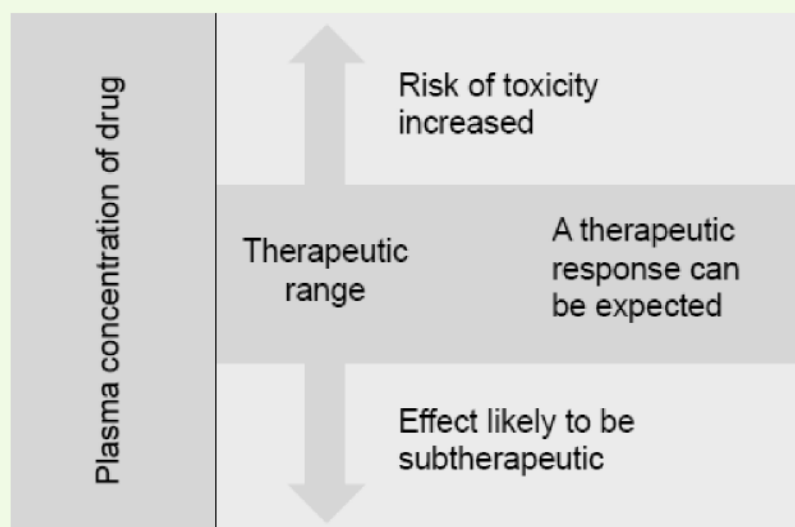 Plasma concentration of drug
Risk of toxicity
increased
Therapeutic
range
A therapeutic
response can
be expected
Effect likely to be
subtherapeutic